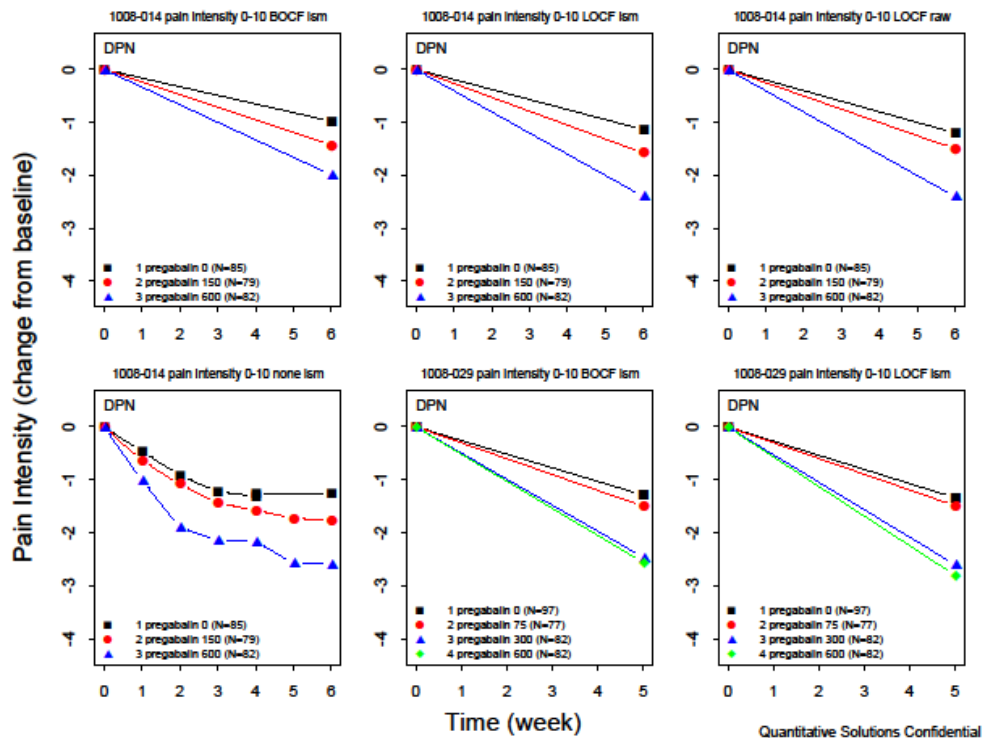 Pain Intensity (change from baseline)
1008-014 pain Intensity 0-10 BOCF lsm
DPN
0
-1
-2
-3
-4
1 pregabalin 0 (N=85)
2 pregabalin 150 (N=79)
3 pregabalin 600 (N=82)
0 1 2 3 4 5 6
1008-014 pain Intensity 0-10 LOCF lsm
DPN
0
-1
-2
-3
-4
1 pregabalin 0 (N=85)
2 pregabalin 150 (N=79)
3 pregabalin 600 (N=82)
0 1 2 3 4 5 6
1008-014 pain Intensity 0-10 LOCF raw
DPN
0
-1
-2
-3
-4
1 pregabalin 0 (N=85)
2 pregabalin 150 (N=79)
3 pregabalin 600 (N=82)
0 1 2 3 4 5 6
1008-014 pain Intensity 0-10 none lsm
DPN
0
-1
-2
-3
-4
1 pregabalin 0 (N=85)
2 pregabalin 150 (N=79)
3 pregabalin 600 (N=82)
0 1 2 3 4 5 6
1008-029 pain Intensity 0-10 BOCF lsm
DPN
0
-1
-2
-3
-4
1 pregabalin 0 (N=97)
2 pregabalin 75 (N=77)
3 pregabalin 300 (N=82)
4 pregabalin 600 (N=82)
0 1 2 3 4 5
1008-029 pain Intensity 0-10 LOCF lsm
DPN
0
-1
-2
-3
-4
1 pregabalin 0 (N=97)
2 pregabalin 75 (N=77)
3 pregabalin 300 (N=82)
4 pregabalin 600 (N=82)
0 1 2 3 4 5
Time (week)
Quantitative Solutions Confidential